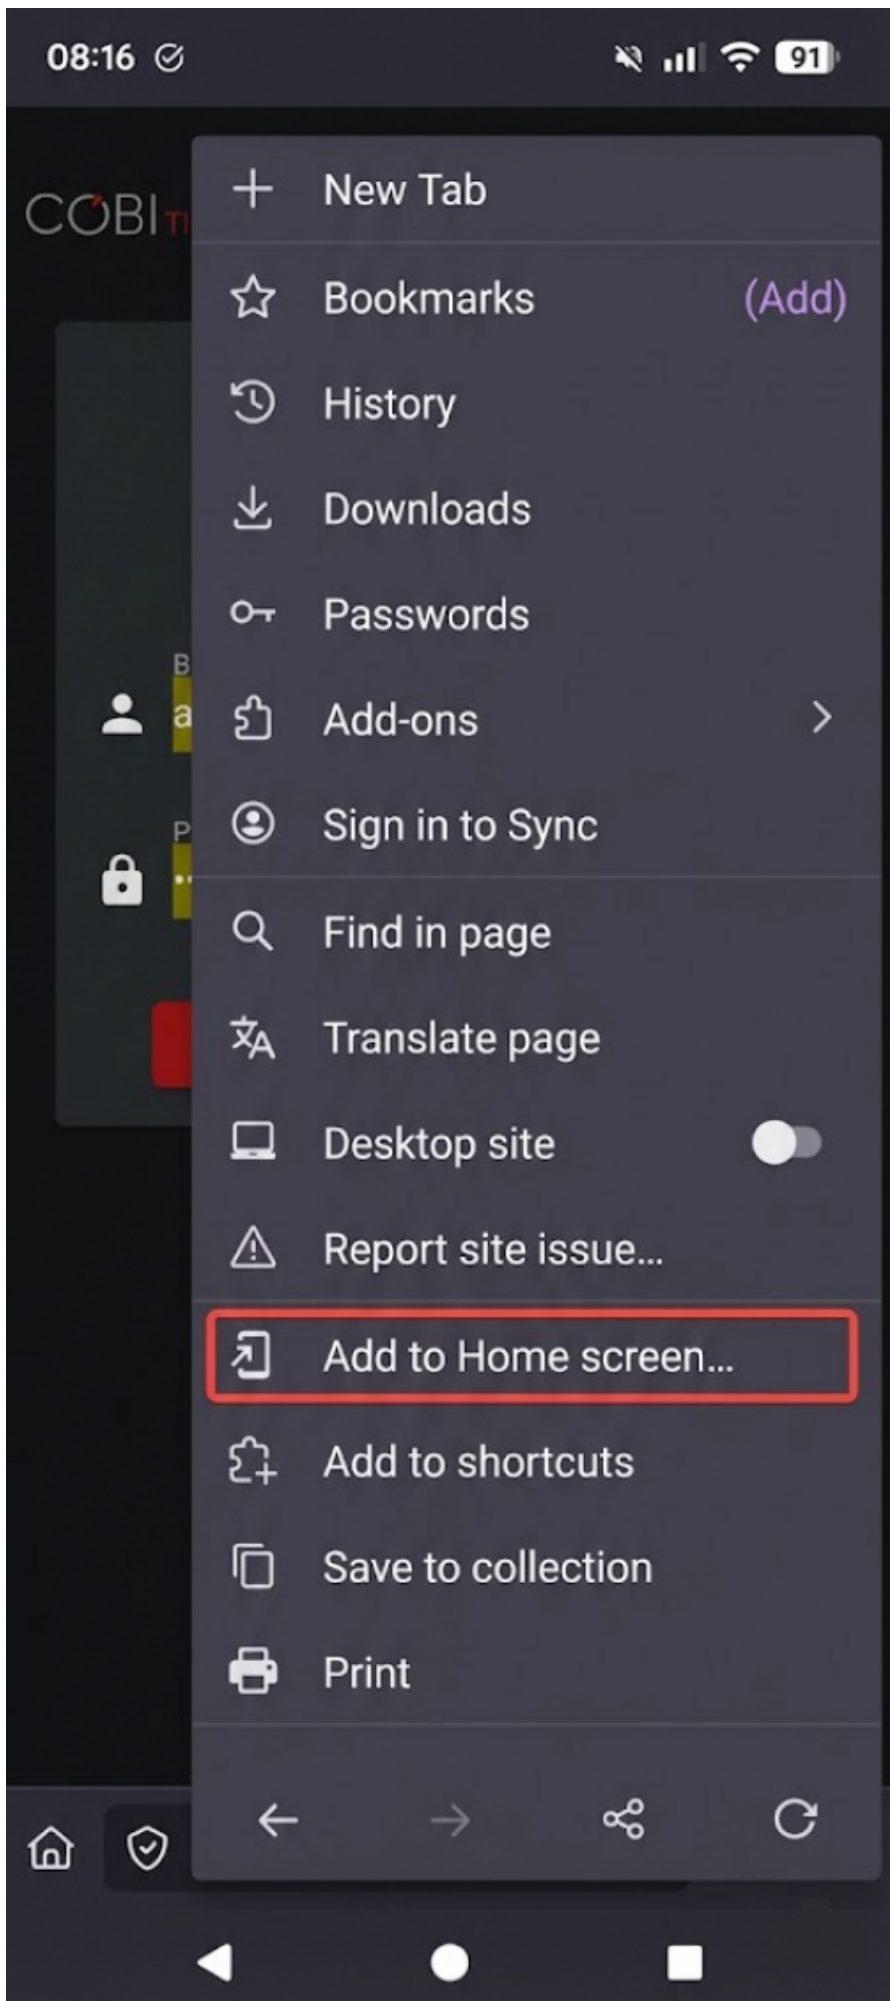 08:16
91
COBI TI
New Tab
Bookmarks (Add)
History
Downloads
Passwords
B
a
Add-ons
Sign in to Sync
P
Find in page
Translate page
Desktop site
Report site issue...
Add to Home screen...
Add to shortcuts
Save to collection
Print